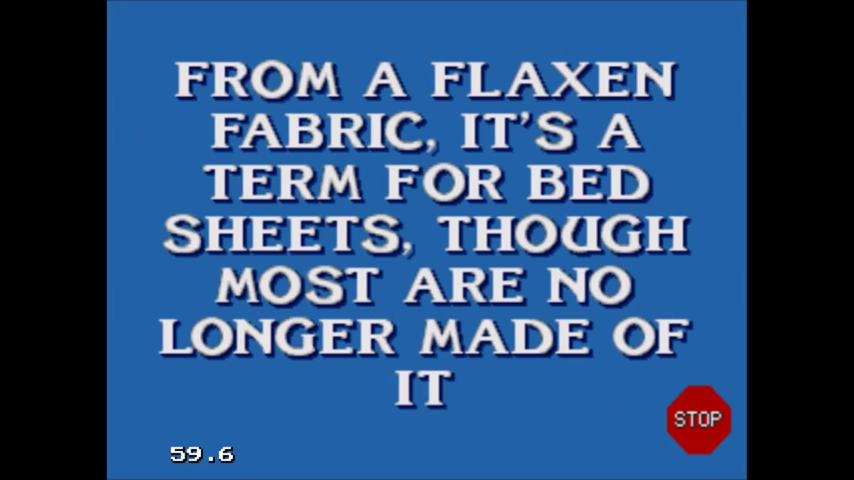 FROM A FLAXEN
FABRIC, IT'S A
TERM FOR BED
SHEETS, THOUGH
MOST ARE NO
LONGER MADE OF
IT
STOP
59.6